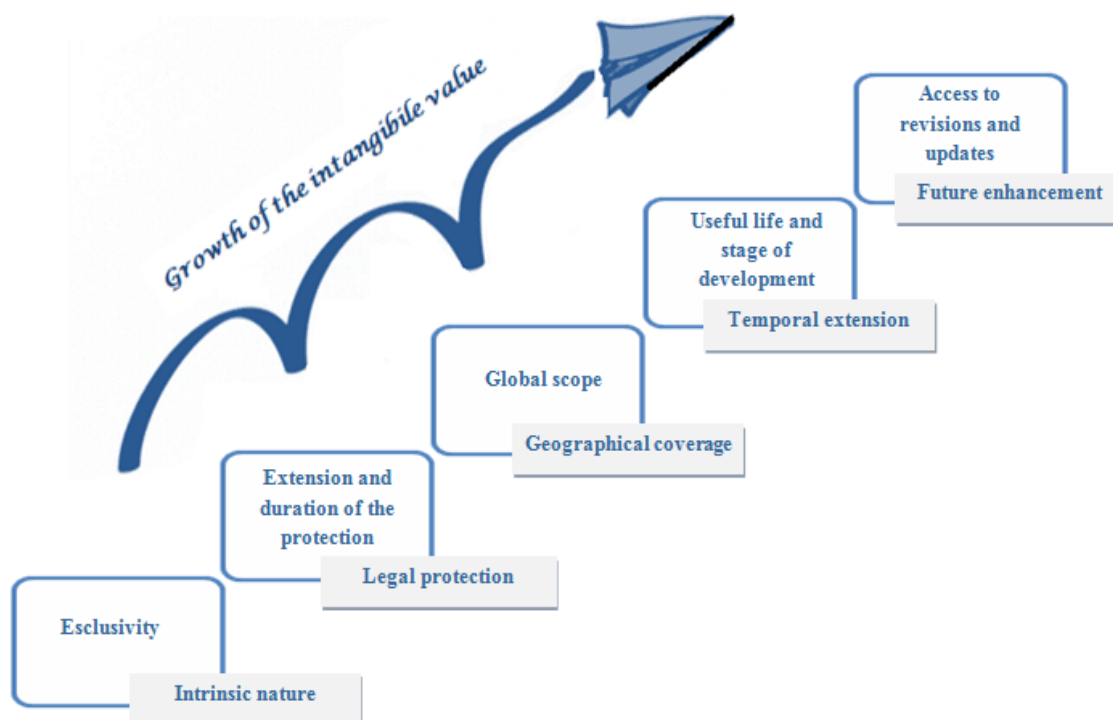 Growth of the intangibile value
Access to
revisions and
updates
Future enhancement
Useful life and
stage of
development
Temporal extension
Global scope
Geographical coverage
Extension and
duration of the
protection
Legal protection
Esclusivity
Intrinsic nature